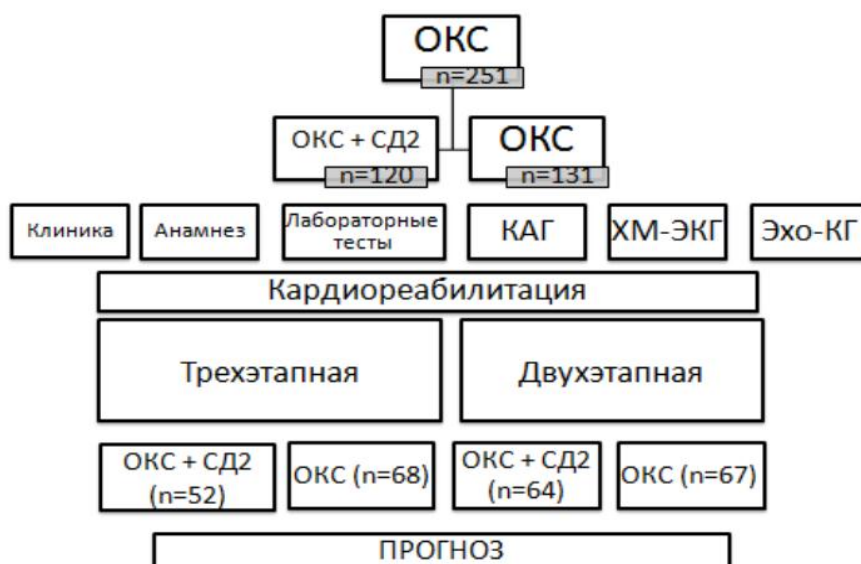 ОКС
n=251
ОКС + СД2
n=120
ОКС
n=131
Клиника
Анамнез
Лабораторные
тесты
КАГ
ХМ-ЭКГ
Эхо-КГ
Кардиореабилитация
Трехэтапная
Двухэтапная
ОКС + СД2
(n=52)
ОКС (n=68)
ОКС + СД2
(n=64)
ОКС (n=67)
ПРОГНОЗ